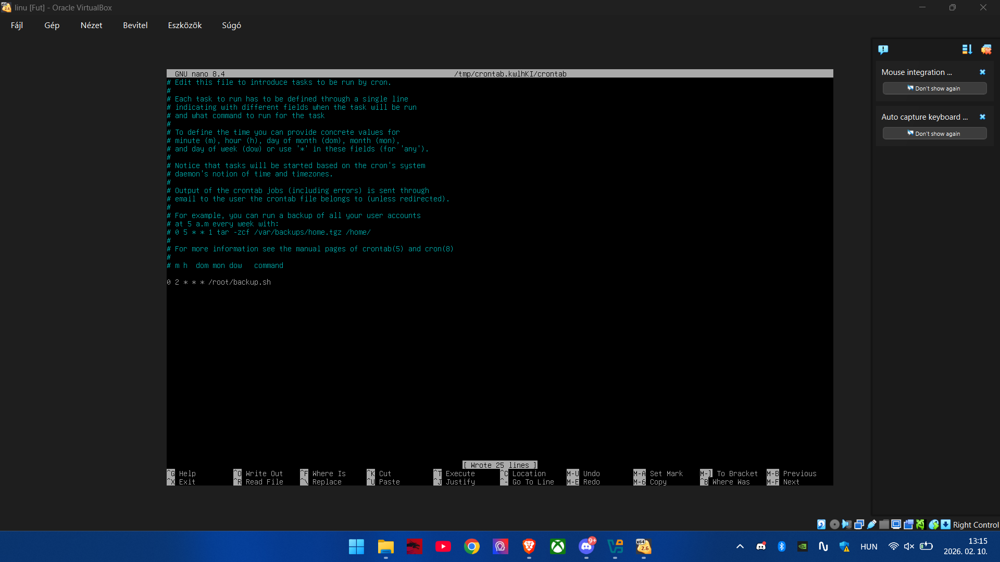 linu [Fut] - Oracle VirtualBox
Fájl Gép Nézet Bevitel Eszközök Súgó
GNU nano 8.4 /tmp/crontab.kwlhKI/crontab
# Edit this file to introduce tasks to be run by cron.
#
# Each task to run has to be defined through a single line
# indicating with different fields when the task will be run
# and what command to run for the task
#
# To define the time you can provide concrete values for
# minute (m), hour (h), day of month (dom), month (mon),
# and day of week (dow) or use '*' in these fields (for 'any').
#
# Notice that tasks will be started based on the cron's system
# daemon's notion of time and timezones.
#
# Output of the crontab jobs (including errors) is sent through
# email to the user the crontab file belongs to (unless redirected).
#
# For example, you can run a backup of all your user accounts
# at 5 a.m every week with:
# 0 5 * * 1 tar -zcf /var/backups/home.tgz /home/
#
# For more information see the manual pages of crontab(5) and cron(8)
#
# m h  dom mon dow   command
0 2 * * * /root/backup.sh
[ Wrote 25 lines ]
^G Help ^O Write Out ^F Where Is ^K Cut ^T Execute ^C Location M-U Undo M-A Set Mark M-] To Bracket M-B Previous
^X Exit ^R Read File ^\ Replace ^U Paste ^J Justify ^- Go To Line M-E Redo M-6 Copy ^B Where Was M-F Next
Mouse integration ...
Don't show again
Auto capture keyboard ...
Don't show again
Right Control
x64
2.6
9+
HUN
13:15
2026. 02. 10.